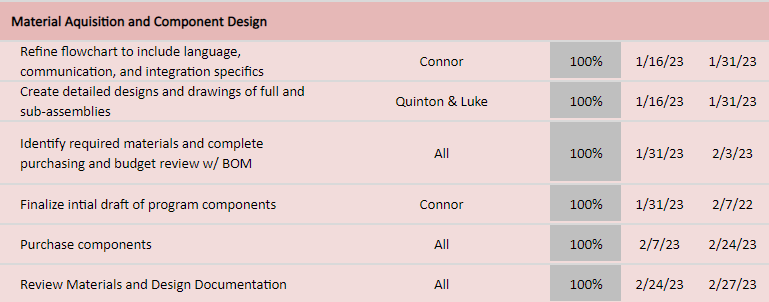 Material Aquisition and Component Design
Refine flowchart to include language,
communication, and integration specifics
Connor 100% 1/16/23 1/31/23
Create detailed designs and drawings of full and
sub-assemblies
Quinton & Luke 100% 1/16/23 1/31/23
Identify required materials and complete
purchasing and budget review w/ BOM
All 100% 1/31/23 2/3/23
Finalize intial draft of program components Connor 100% 1/31/23 2/7/22
Purchase components All 100% 2/7/23 2/24/23
Review Materials and Design Documentation All 100% 2/24/23 2/27/23